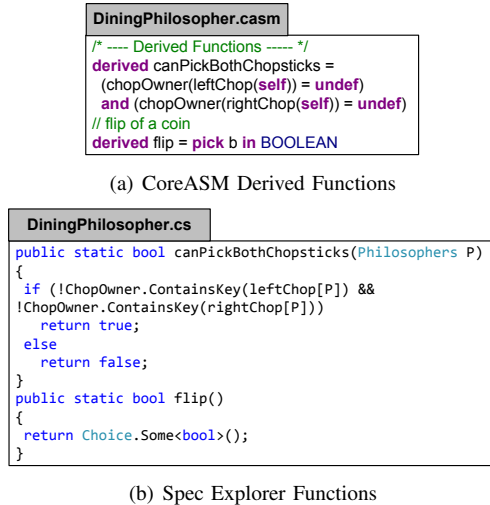 DiningPhilosopher.casm
/* ---- Derived Functions ----- */
derived canPickBothChopsticks =
(chopOwner(leftChop(self)) = undef)
and (chopOwner(rightChop(self)) = undef)
// flip of a coin
derived flip = pick b in BOOLEAN
(a) CoreASM Derived Functions
DiningPhilosopher.cs
public static bool canPickBothChopsticks(Philosophers P)
{
if (!ChopOwner.ContainsKey(leftChop[P]) &&
!ChopOwner.ContainsKey(rightChop[P]))
return true;
else
return false;
}
public static bool flip()
{
return Choice.Some<bool>();
}
(b) Spec Explorer Functions